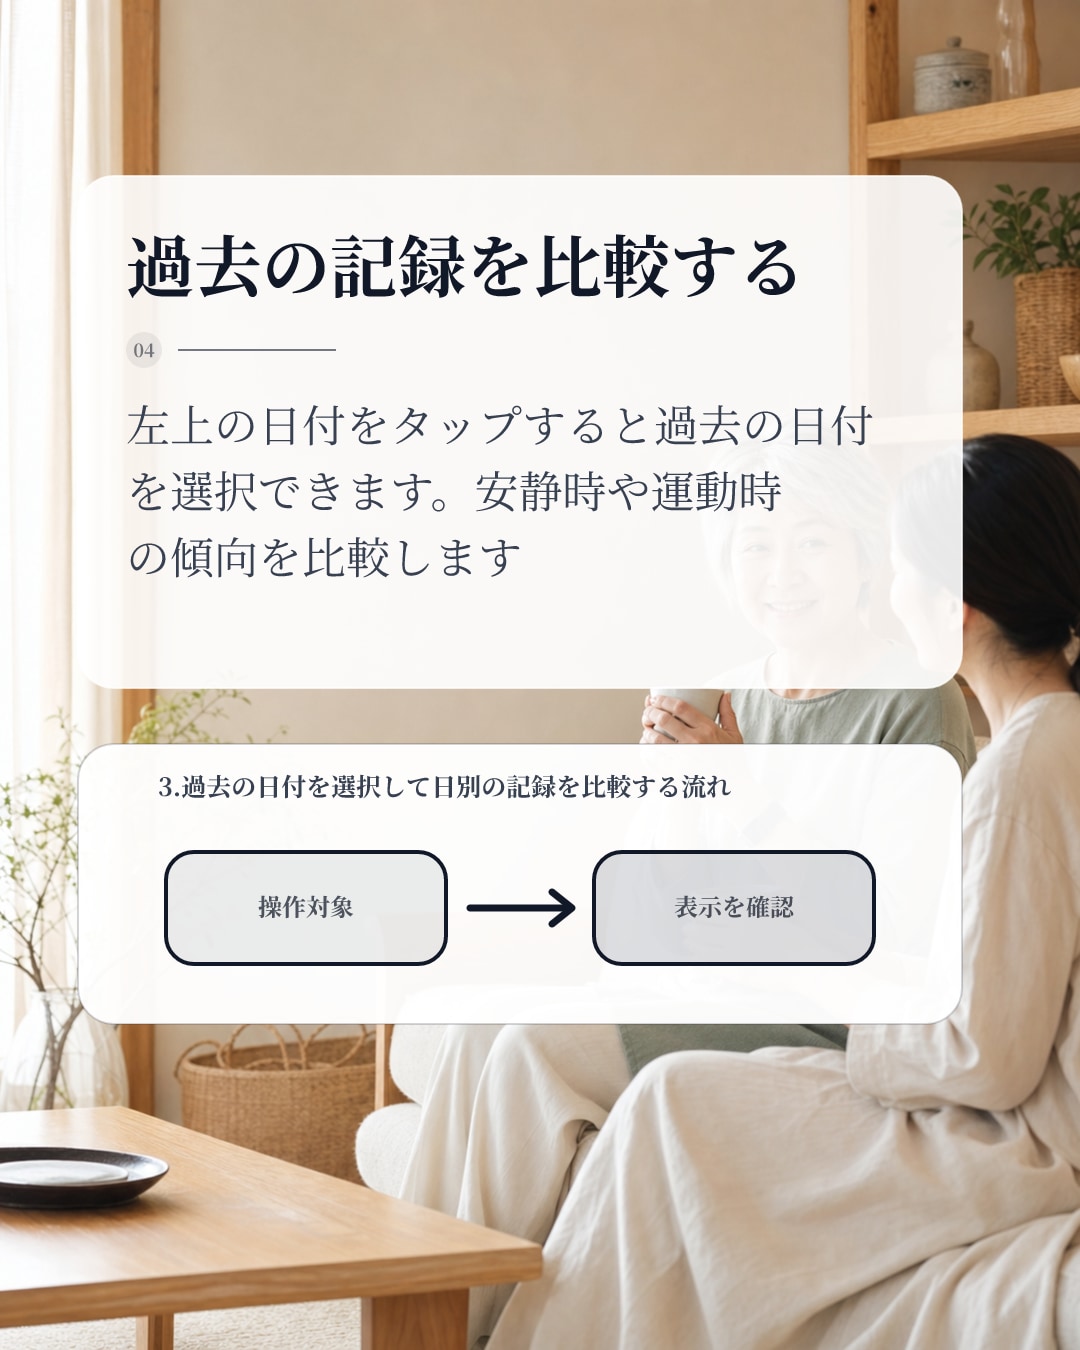 過去の記録を比較する
04
左上の日付をタップすると過去の日付
を選択できます。安静時や運動時
の傾向を比較します
3.過去の日付を選択して日別の記録を比較する流れ
操作対象
表示を確認